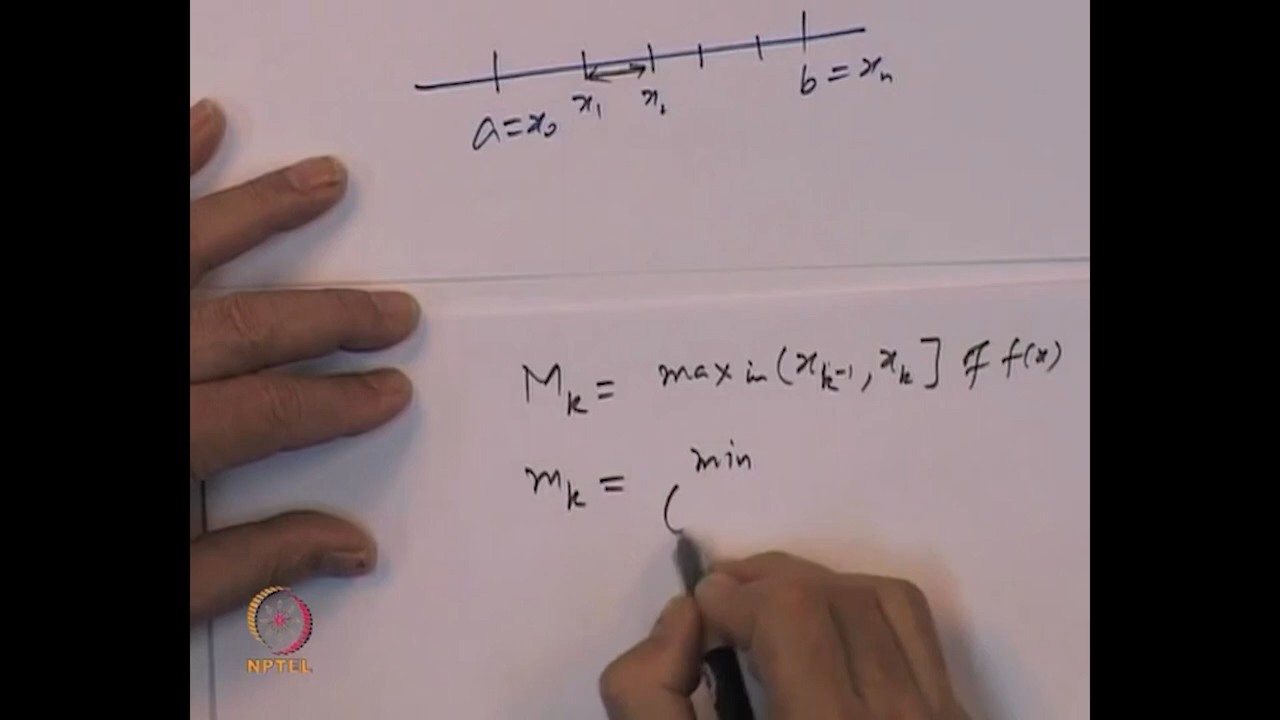 a = x₀ x₁ x₂ b = xₙ
Mₖ = max in (xₖ₋₁, xₖ] of f(x)
mₖ = min
(
NPTEL